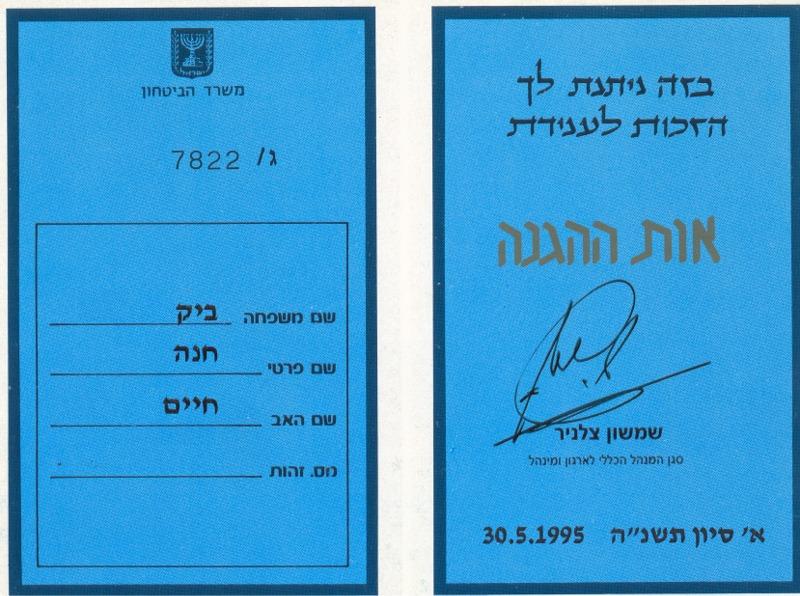 משרד הביטחון
ג/ 7822
שם משפחה ביק
שם פרטי חנה
שם האב חיים
מס. זהות
בזה ניתנת לך
הזכות לענידת
אות ההגנה
שמשון צלניר
סגן המנהל הכללי לארגון ומינהל
א׳ סיון תשנ״ה 30.5.1995